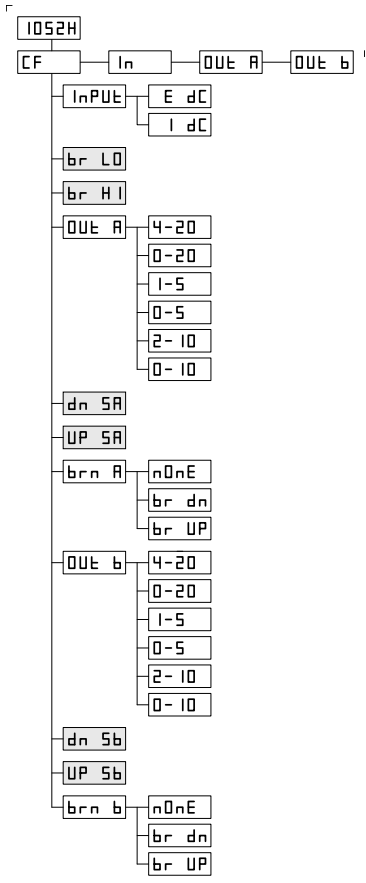 1052H
CF In OUt A OUt b
InPUt E dC
I dC
br LO
br HI
OUt A 4-20
0-20
1-5
0-5
2-10
0-10
dn SA
UP SA
brn A nOnE
br dn
br UP
OUt b 4-20
0-20
1-5
0-5
2-10
0-10
dn Sb
UP Sb
brn b nOnE
br dn
br UP